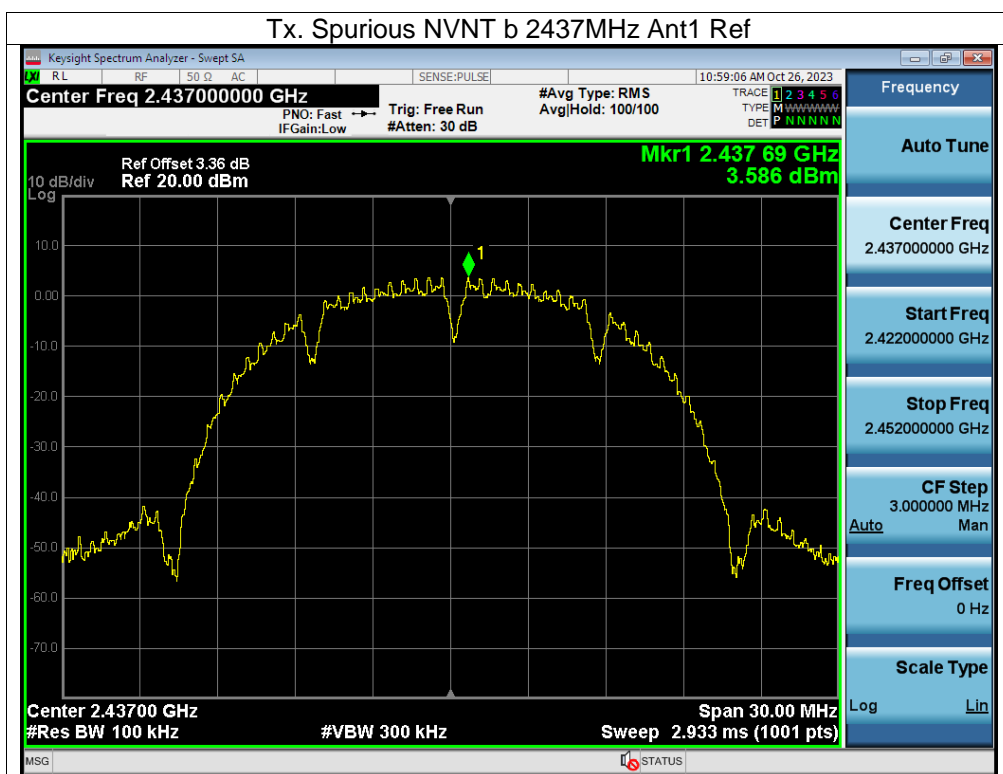 Tx. Spurious NVNT b 2437MHz Ant1 Ref
Keysight Spectrum Analyzer - Swept SA
LXI RL RF 50 Ω AC SENSE:PULSE 10:59:06 AM Oct 26, 2023
Center Freq 2.437000000 GHz
PNO: Fast
IFGain:Low
Trig: Free Run
#Atten: 30 dB
#Avg Type: RMS
Avg|Hold: 100/100
TRACE 1 2 3 4 5 6
TYPE M W W W W W
DET P N N N N N
Ref Offset 3.36 dB
10 dB/div Ref 20.00 dBm
Log
Mkr1 2.437 69 GHz
3.586 dBm
1
10.0
0.00
-10.0
-20.0
-30.0
-40.0
-50.0
-60.0
-70.0
Center 2.43700 GHz Span 30.00 MHz
#Res BW 100 kHz #VBW 300 kHz Sweep 2.933 ms (1001 pts)
MSG STATUS
Frequency
Auto Tune
Center Freq
2.437000000 GHz
Start Freq
2.422000000 GHz
Stop Freq
2.452000000 GHz
CF Step
3.000000 MHz
Auto Man
Freq Offset
0 Hz
Scale Type
Log Lin